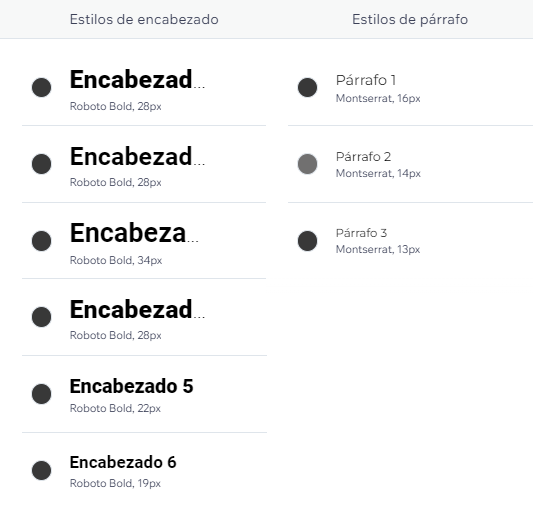 Estilos de encabezado
Estilos de párrafo
Encabezad...
Roboto Bold, 28px
Encabezad...
Roboto Bold, 28px
Encabeza...
Roboto Bold, 34px
Encabezad...
Roboto Bold, 28px
Encabezado 5
Roboto Bold, 22px
Encabezado 6
Roboto Bold, 19px
Párrafo 1
Montserrat, 16px
Párrafo 2
Montserrat, 14px
Párrafo 3
Montserrat, 13px